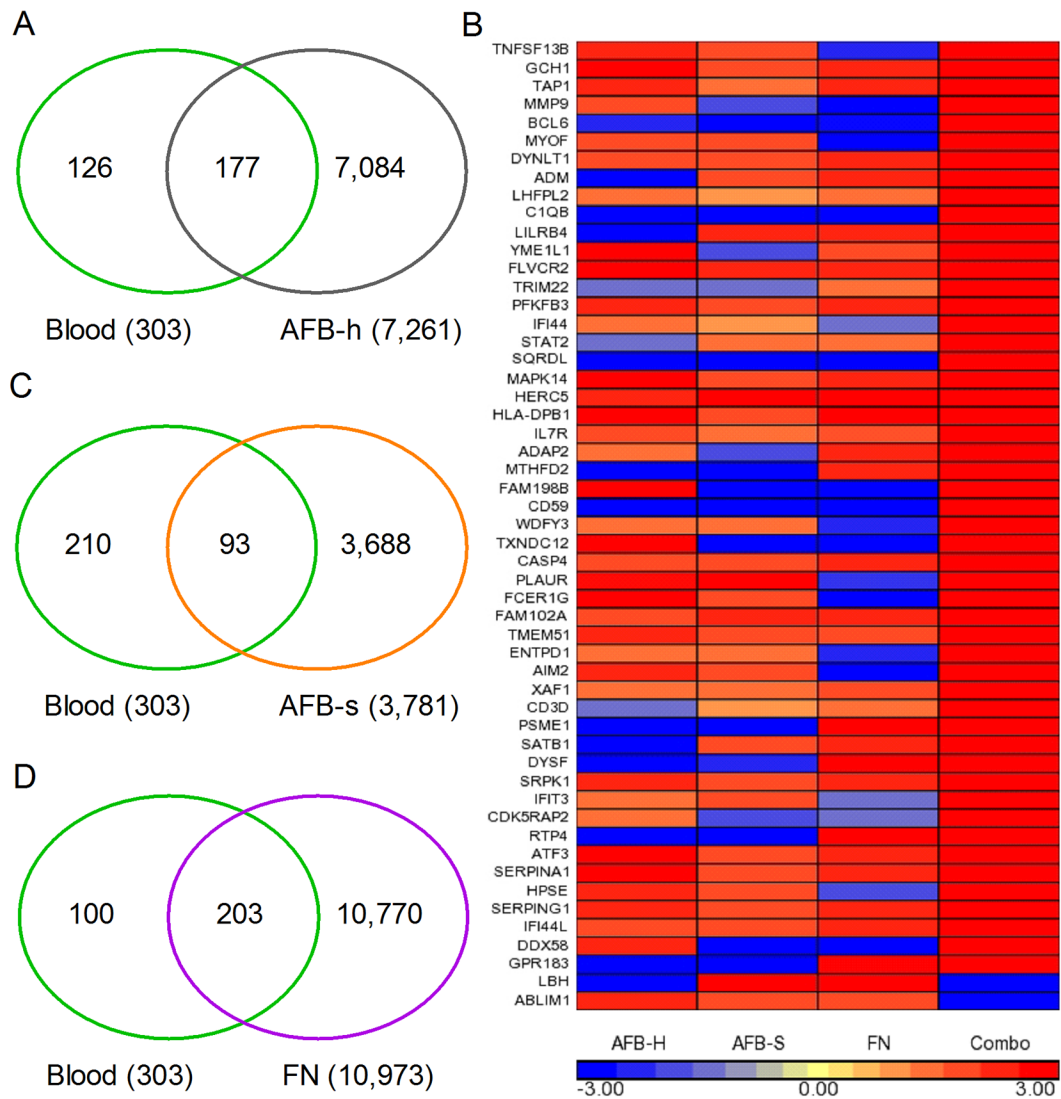 A
126
177
7,084
Blood (303)
AFB-h (7,261)
C
210
93
3,688
Blood (303)
AFB-s (3,781)
D
100
203
10,770
Blood (303)
FN (10,973)
B
TNFSF13B
GCH1
TAP1
MMP9
BCL6
MYOF
DYNLT1
ADM
LHFPL2
C1QB
LILRB4
YME1L1
FLVCR2
TRIM22
PFKFB3
IFI44
STAT2
SQRDL
MAPK14
HERC5
HLA-DPB1
IL7R
ADAP2
MTHFD2
FAM198B
CD59
WDFY3
TXNDC12
CASP4
PLAUR
FCER1G
FAM102A
TMEM51
ENTPD1
AIM2
XAF1
CD3D
PSME1
SATB1
DYSF
SRPK1
IFIT3
CDK5RAP2
RTP4
ATF3
SERPINA1
HPSE
SERPING1
IFI44L
DDX58
GPR183
LBH
ABLIM1
AFB-H AFB-S FN Combo
-3.00 0.00 3.00